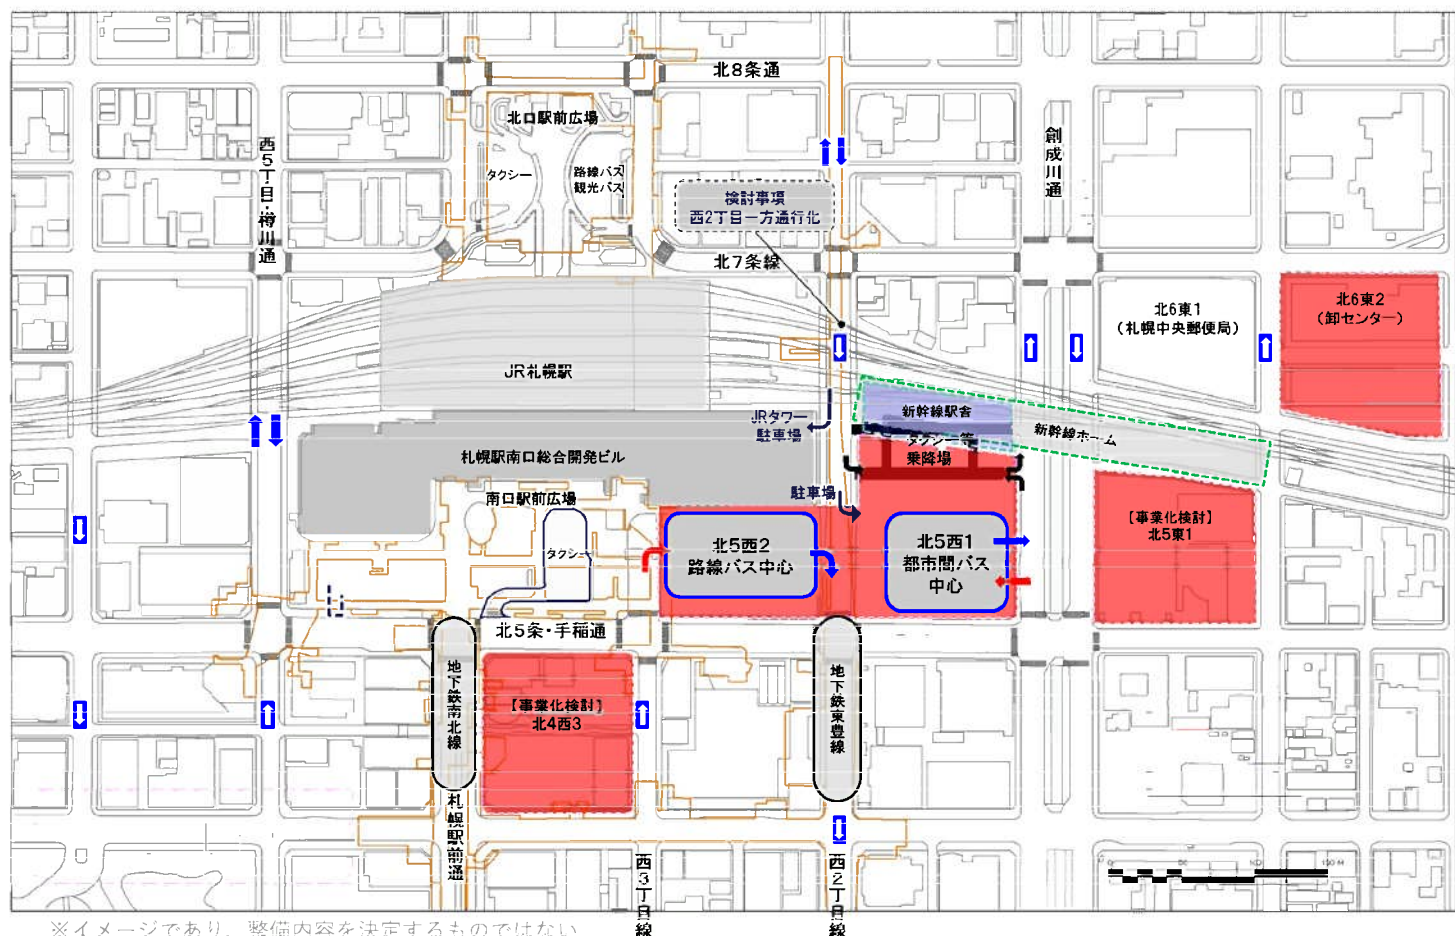 北8条通
北口駅前広場
創成川通
西5丁目・樽川通
タクシー
路線バス
観光バス
検討事項
西2丁目一方通行化
北7条線
北6東1
（札幌中央郵便局）
北6東2
（卸センター）
JR札幌駅
JRタワー
駐車場
新幹線駅舎
新幹線ホーム
タクシー等
乗降場
札幌駅南口総合開発ビル
南口駅前広場
駐車場
タクシー
北5西2
路線バス中心
北5西1
都市間バス
中心
【事業化検討】
北5東1
北5条・手稲通
地下鉄南北線
【事業化検討】
北4西3
地下鉄東豊線
札幌駅前通
西3丁目線
西2丁目線
0
50
100
150 M
※イメージであり、整備内容を決定するものではない